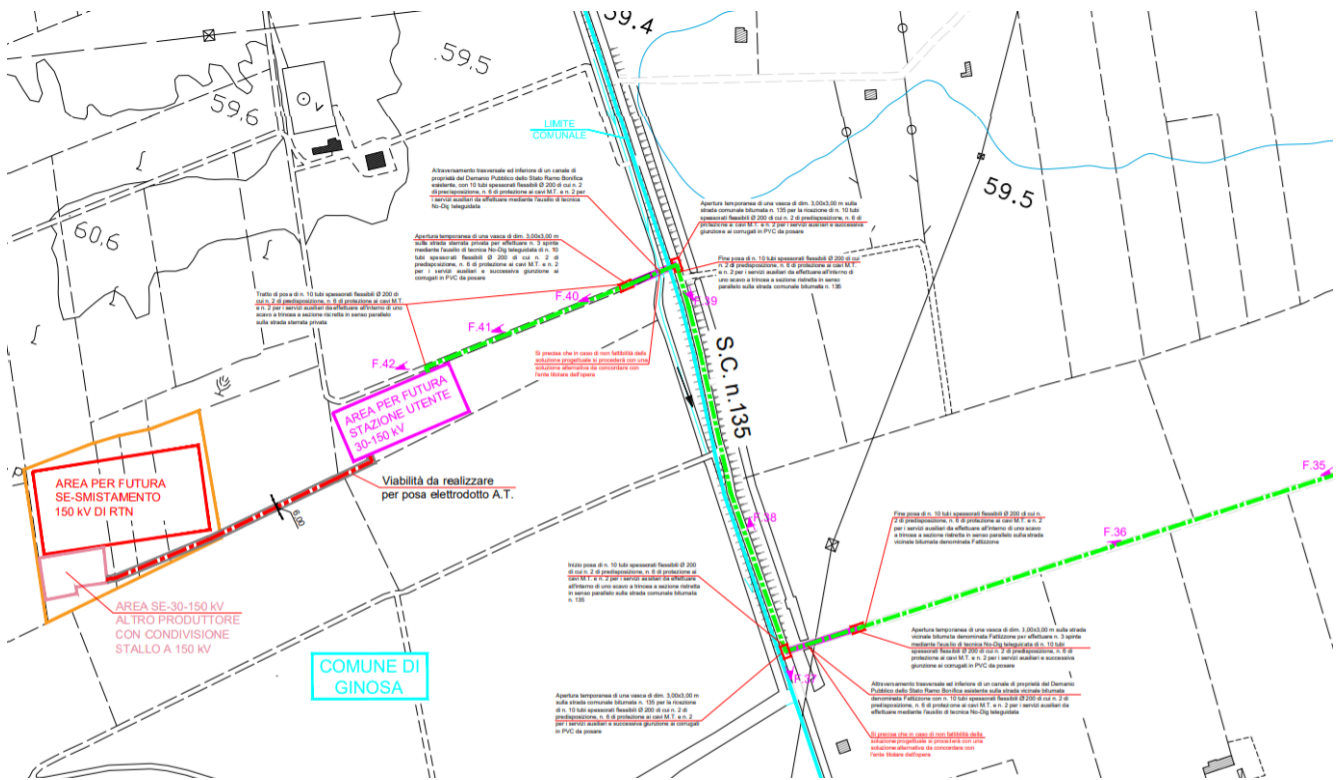 59.4
59.5
59.6
60.6
59.5
LIMITE
COMUNALE
Attraversamento trasversale ed inferiore di un canale di
proprietà del Demanio Pubblico dello Stato Ramo Bonifica
esistente, con 10 tubi spessorati flessibili Ø 200 di cui n. 2
di predisposizione, n. 6 di protezione ai cavi M.T. e n. 2 per
i servizi ausiliari da effettuare mediante l'ausilio di tecnica
No-Dig teleguidata
Apertura temporanea di una vasca di dim. 3,00x3,00 m
sulla strada sterrata privata per effettuare n. 3 spinte
mediante l'ausilio di tecnica No-Dig teleguidata di n. 10
tubi spessorati flessibili Ø 200 di cui n. 2 di
predisposizione, n. 6 di protezione ai cavi M.T. e n. 2
per i servizi ausiliari e successiva giunzione ai
corrugati in PVC da posare
Tratto di posa di n. 10 tubi spessorati flessibili Ø 200 di
cui n. 2 di predisposizione, n. 6 di protezione ai cavi M.T.
e n. 2 per i servizi ausiliari da effettuare all'interno di uno
scavo a trincea a sezione ristretta in senso parallelo
sulla strada sterrata privata
Apertura temporanea di una vasca di dim. 3,00x3,00 m sulla
strada comunale bitumata n. 135 per la ricezione di n. 10 tubi
spessorati flessibili Ø 200 di cui n. 2 di predisposizione, n. 6 di
protezione ai cavi M.T. e n. 2 per i servizi ausiliari e successiva
giunzione ai corrugati in PVC da posare
Fine posa di n. 10 tubi spessorati flessibili Ø 200 di cui
n. 2 di predisposizione, n. 6 di protezione ai cavi M.T.
e n. 2 per i servizi ausiliari da effettuare all'interno di
uno scavo a trincea a sezione ristretta in senso
parallelo sulla strada comunale bitumata n. 136
F.39
F.40
F.41
F.42
Si precisa che in caso di non fattibilità della
soluzione progettuale si procederà con una
soluzione alternativa da concordare con
l'ente titolare dell'opera
S.C. n.135
AREA PER FUTURA
STAZIONE UTENTE
30-150 kV
AREA PER FUTURA
SE-SMISTAMENTO
150 kV DI RTN
Viabilità da realizzare
per posa elettrodotto A.T.
6.00
P
AREA SE-30-150 kV
ALTRO PRODUTTORE
CON CONDIVISIONE
STALLO A 150 kV
COMUNE DI
GINOSA
F.35
F.36
F.38
F.37
Fine posa di n. 10 tubi spessorati flessibili Ø 200 di cui n.
2 di predisposizione, n. 6 di protezione ai cavi M.T. e n. 2
per i servizi ausiliari da effettuare all'interno di uno scavo
a trincea a sezione ristretta in senso parallelo sulla strada
vicinale bitumata denominata Fattizzone
Inizio posa di n. 10 tubi spessorati flessibili Ø 200
di cui n. 2 di predisposizione, n. 6 di protezione ai
cavi M.T. e n. 2 per i servizi ausiliari da effettuare
all'interno di uno scavo a trincea a sezione ristretta
in senso parallelo sulla strada comunale bitumata
n. 135
Apertura temporanea di una vasca di dim. 3,00x3,00 m sulla strada
vicinale bitumata denominata Fattizzone per effettuare n. 3 spinte
mediante l'ausilio di tecnica No-Dig teleguidata di n. 10 tubi
spessorati flessibili Ø 200 di cui n. 2 di predisposizione, n. 6 di
protezione ai cavi M.T. e n. 2 per i servizi ausiliari e successiva
giunzione ai corrugati in PVC da posare
Apertura temporanea di una vasca di dim. 3,00x3,00 m
sulla strada comunale bitumata n. 135 per la ricezione
di n. 10 tubi spessorati flessibili Ø 200 di cui n. 2 di
predisposizione, n. 6 di protezione ai cavi M.T. e n. 2
per i servizi ausiliari e successiva giunzione ai corrugati
in PVC da posare
Attraversamento trasversale ed inferiore di un canale di proprietà del Demanio
Pubblico dello Stato Ramo Bonifica esistente sulla strada vicinale bitumata
denominata Fattizzone con n. 10 tubi spessorati flessibili Ø 200 di cui n. 2 di
predisposizione, n. 6 di protezione ai cavi M.T. e n. 2 per i servizi ausiliari da
effettuare mediante l'ausilio di tecnica No-Dig teleguidata
Si precisa che in caso di non fattibilità della
soluzione progettuale si procederà con una
soluzione alternativa da concordare con
l'ente titolare dell'opera